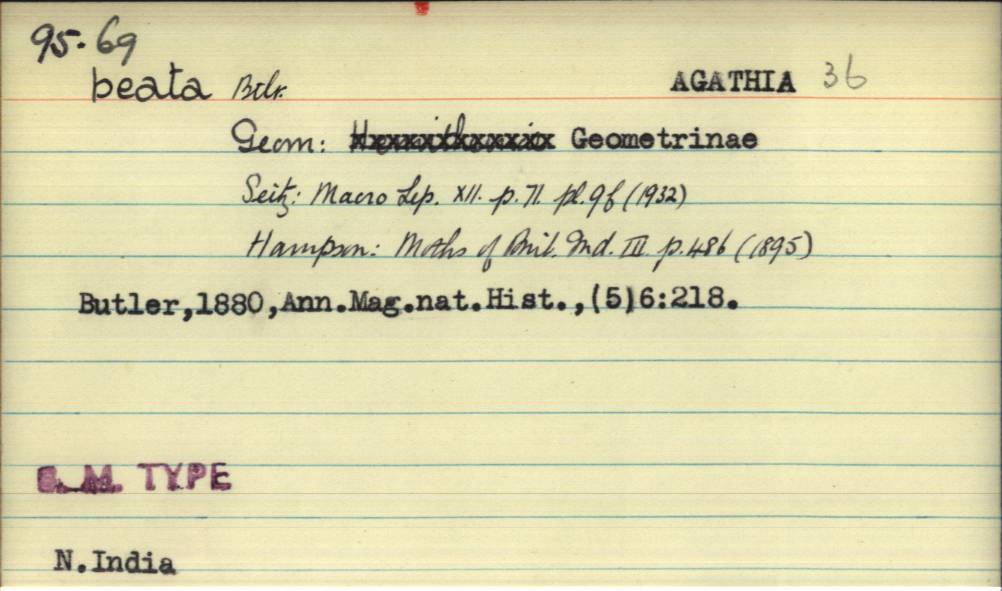 95.69
beata Btlr. AGATHIA 36
Geom: Geometrinae
Seitz: Macro Lep. XII. p.71. pl.9f (1932)
Hampson: Moths of Brit. Ind. III. p.486 (1895)
Butler,1880,Ann.Mag.nat.Hist.,(5)6:218.
B.M. TYPE
N.India